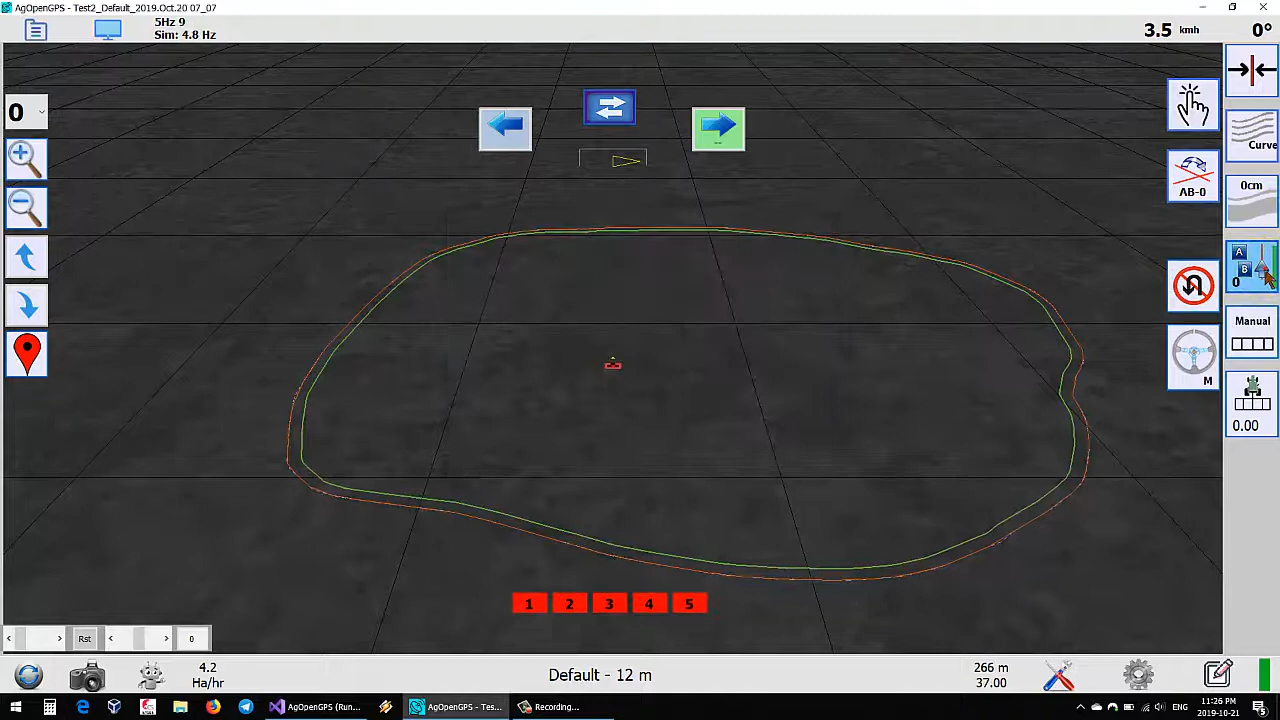 AgOpenGPS - Test2_Default_2019.Oct.20 07_07
5Hz 9
Sim: 4.8 Hz
3.5 kmh
0°
0
Curve
AB-0
0cm
A
B
0
Manual
M
0.00
1 2 3 4 5
< > Rst < > 0
4.2
Ha/hr
Default - 12 m
266 m
37.00
AgOpenGPS (Run...
AgOpenGPS - Tes...
Recording...
ENG
11:26 PM
2019-10-21
5